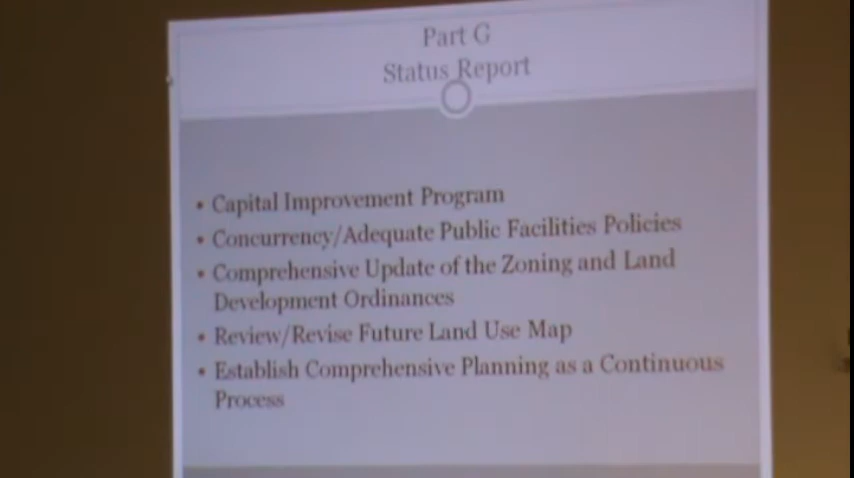 Part G
Status Report
• Capital Improvement Program
• Concurrency/Adequate Public Facilities Policies
• Comprehensive Update of the Zoning and Land
Development Ordinances
• Review/Revise Future Land Use Map
• Establish Comprehensive Planning as a Continuous
Process